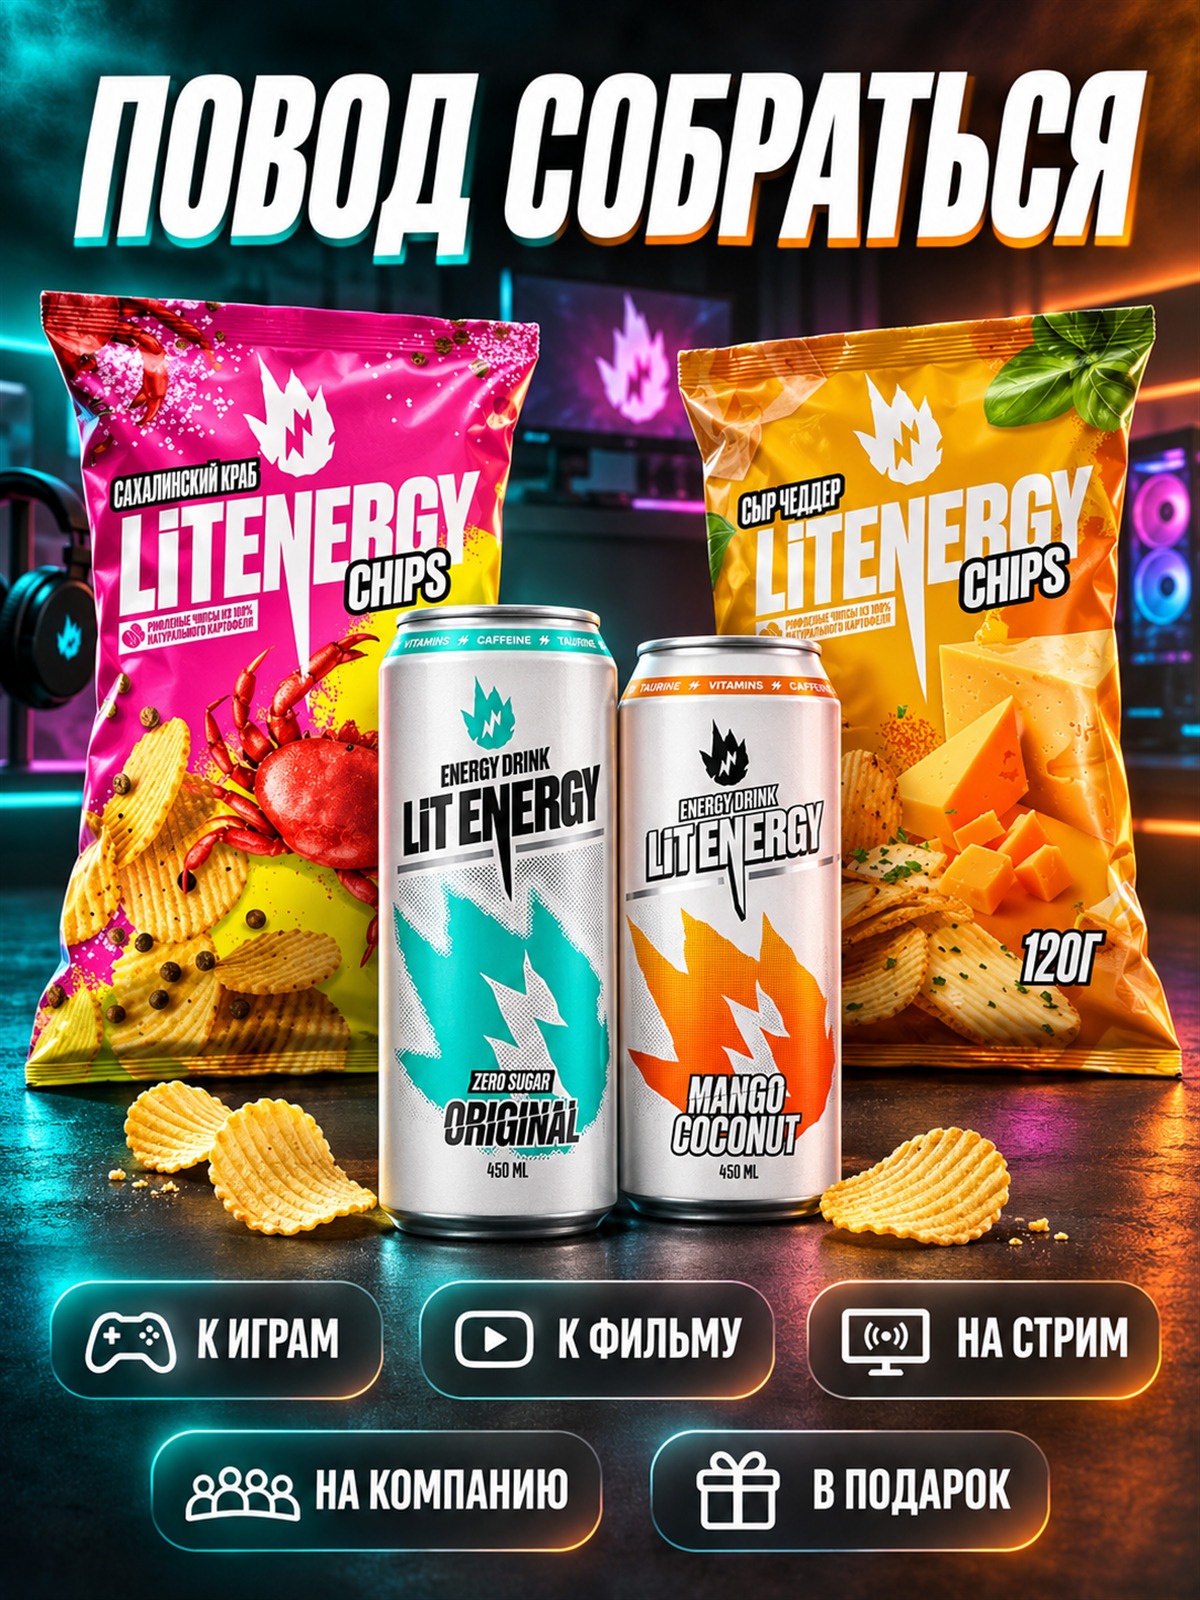 ПОВОД СОБРАТЬСЯ
САХАЛИНСКИЙ КРАБ
LiTENERGY
CHIPS
РИФЛЕНЫЕ ЧИПСЫ ИЗ 100%
НАТУРАЛЬНОГО КАРТОФЕЛЯ
СЫР ЧЕДДЕР
LiTENERGY
CHIPS
РИФЛЕНЫЕ ЧИПСЫ ИЗ 100%
НАТУРАЛЬНОГО КАРТОФЕЛЯ
120Г
VITAMINS CAFFEINE TAURINE
ENERGY DRINK
LiT ENERGY
ZERO SUGAR
ORIGINAL
450 ML
TAURINE VITAMINS CAFFEINE
ENERGY DRINK
LiT ENERGY
MANGO
COCONUT
450 ML
К ИГРАМ
К ФИЛЬМУ
НА СТРИМ
НА КОМПАНИЮ
В ПОДАРОК